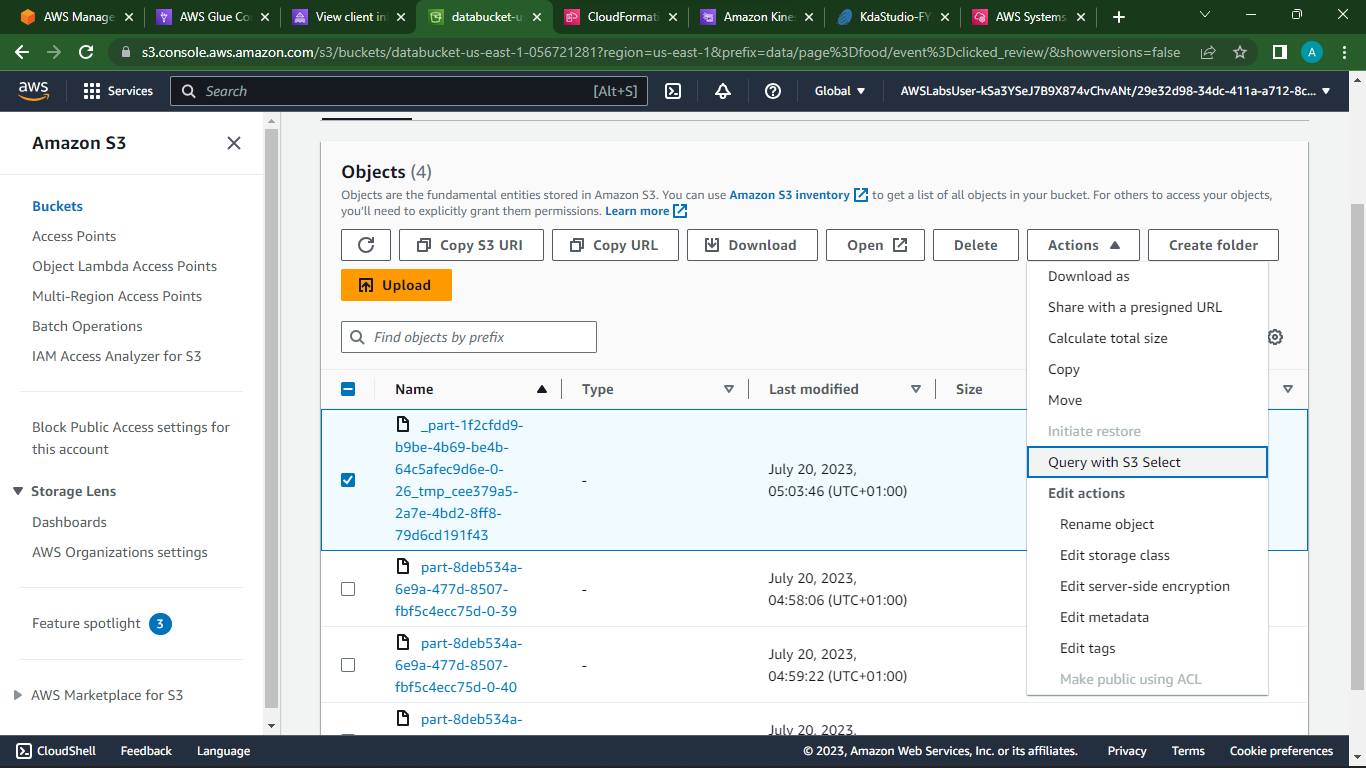 AWS Manage
AWS Glue Co
View client in
databucket-u
CloudFormati
Amazon Kine
KdaStudio-FY
AWS Systems
s3.console.aws.amazon.com/s3/buckets/databucket-us-east-1-056721281?region=us-east-1&prefix=data/page%3Dfood/event%3Dclicked_review/&showversions=false
A
aws
Services
Search
[Alt+S]
Global
AWSLabsUser-kSa3YSeJ7B9X874vChvANt/29e32d98-34dc-411a-a712-8c...
Amazon S3
Buckets
Access Points
Object Lambda Access Points
Multi-Region Access Points
Batch Operations
IAM Access Analyzer for S3
Block Public Access settings for
this account
Storage Lens
Dashboards
AWS Organizations settings
Feature spotlight 3
AWS Marketplace for S3
Objects (4)
Objects are the fundamental entities stored in Amazon S3. You can use Amazon S3 inventory to get a list of all objects in your bucket. For others to access your objects,
you'll need to explicitly grant them permissions. Learn more
Copy S3 URI
Copy URL
Download
Open
Delete
Actions
Create folder
Upload
Find objects by prefix
Download as
Share with a presigned URL
Calculate total size
Copy
Move
Initiate restore
Query with S3 Select
Edit actions
Rename object
Edit storage class
Edit server-side encryption
Edit metadata
Edit tags
Make public using ACL
Name
Type
Last modified
Size
_part-1f2cfdd9-
b9be-4b69-be4b-
64c5afec9d6e-0-
26_tmp_cee379a5-
2a7e-4bd2-8ff8-
79d6cd191f43
-
July 20, 2023,
05:03:46 (UTC+01:00)
part-8deb534a-
6e9a-477d-8507-
fbf5c4ecc75d-0-39
-
July 20, 2023,
04:58:06 (UTC+01:00)
part-8deb534a-
6e9a-477d-8507-
fbf5c4ecc75d-0-40
-
July 20, 2023,
04:59:22 (UTC+01:00)
part-8deb534a-
July 20, 2023,
CloudShell
Feedback
Language
© 2023, Amazon Web Services, Inc. or its affiliates.
Privacy
Terms
Cookie preferences